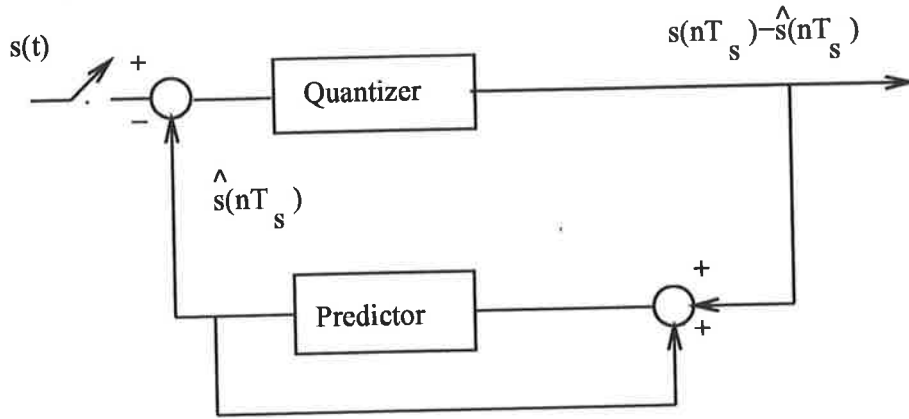 s(nT_s)−ŝ(nT_s)
s(t)
+
−
Quantizer
ŝ(nT_s)
+
Predictor
+